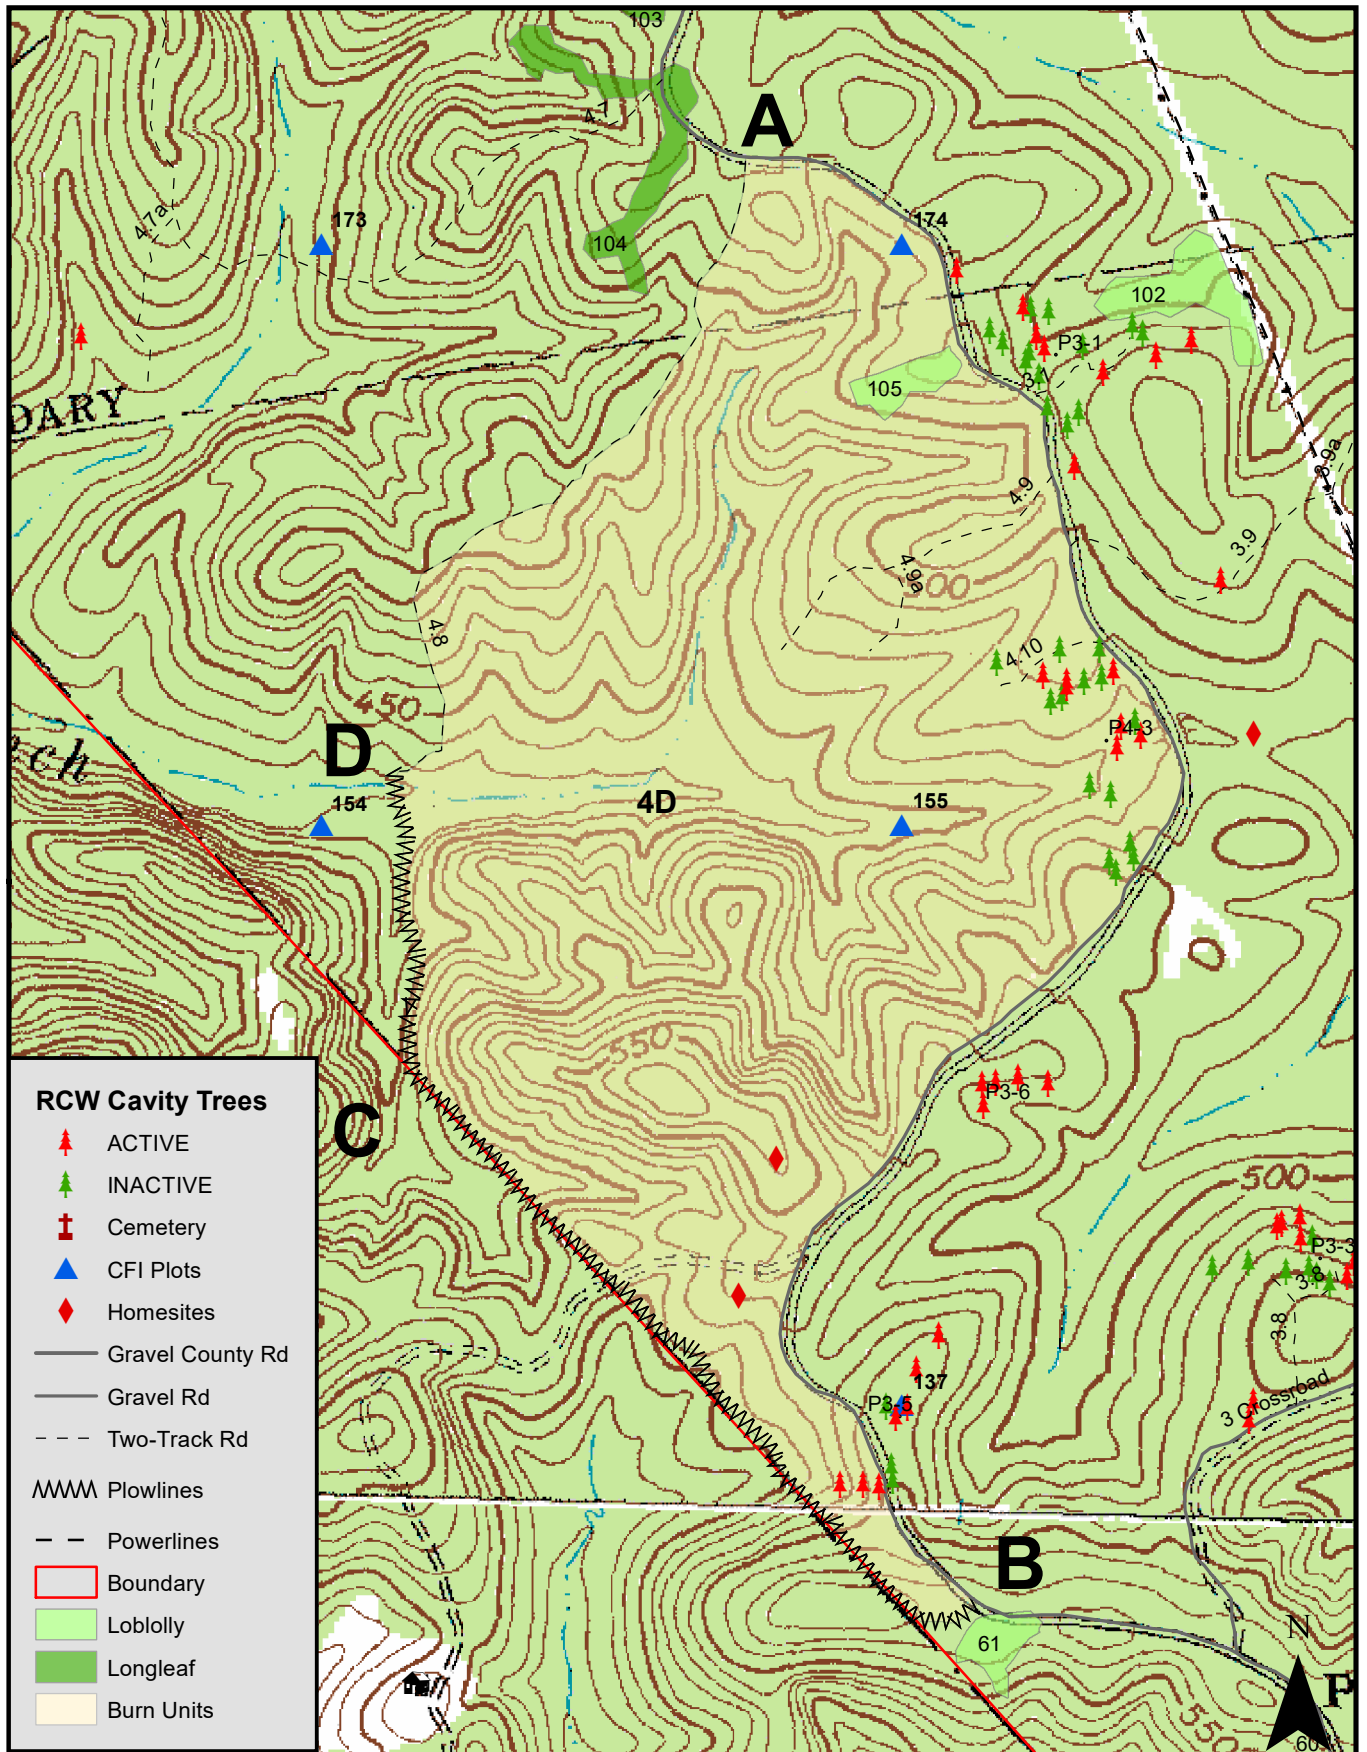 103
A
4.7
173
174
4.7a
104
102
P3-1
105
3.1
DARY
3.9a
4.9
3.9
4.9a
500
4.8
4.10
450
P4-3
D
ch
154
4D
155
550
P3-6
C
500
P3-3
3.8
3.8
137
P3-5
3 Crossroad
B
61
N
P
550
60
RCW Cavity Trees
ACTIVE
INACTIVE
Cemetery
CFI Plots
Homesites
Gravel County Rd
Gravel Rd
Two-Track Rd
Plowlines
Powerlines
Boundary
Loblolly
Longleaf
Burn Units